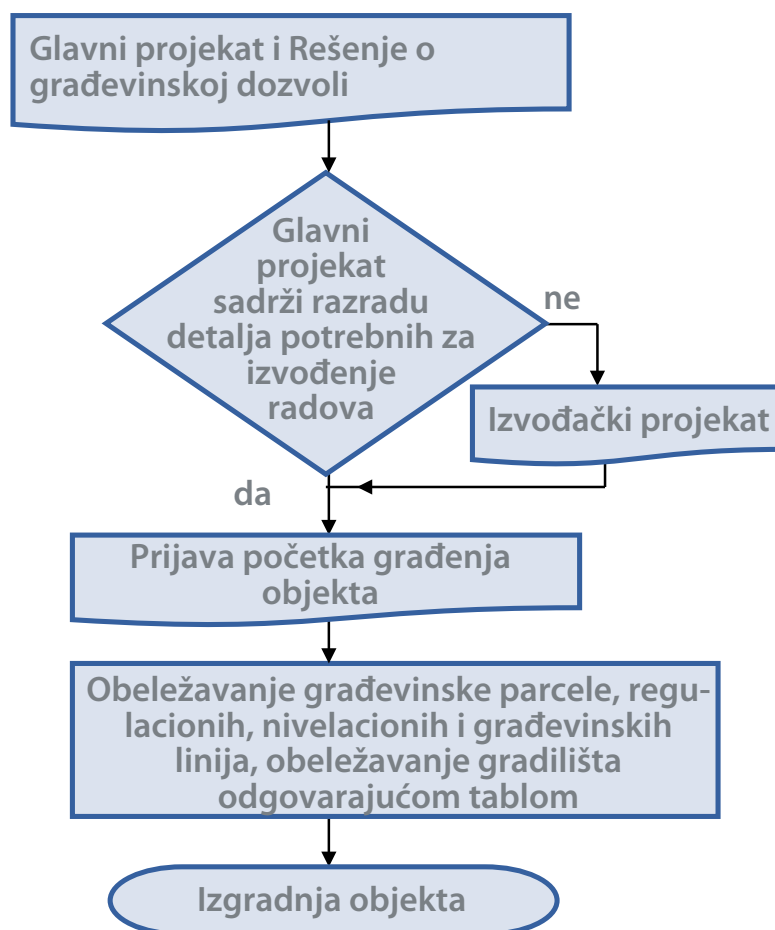 Glavni projekat i Rešenje o
građevinskoj dozvoli
Glavni
projekat
sadrži razradu
detalja potrebnih za
izvođenje
radova
ne
Izvođački projekat
da
Prijava početka građenja
objekta
Obeležavanje građevinske parcele, regu-
lacionih, nivelacionih i građevinskih
linija, obeležavanje gradilišta
odgovarajućom tablom
Izgradnja objekta